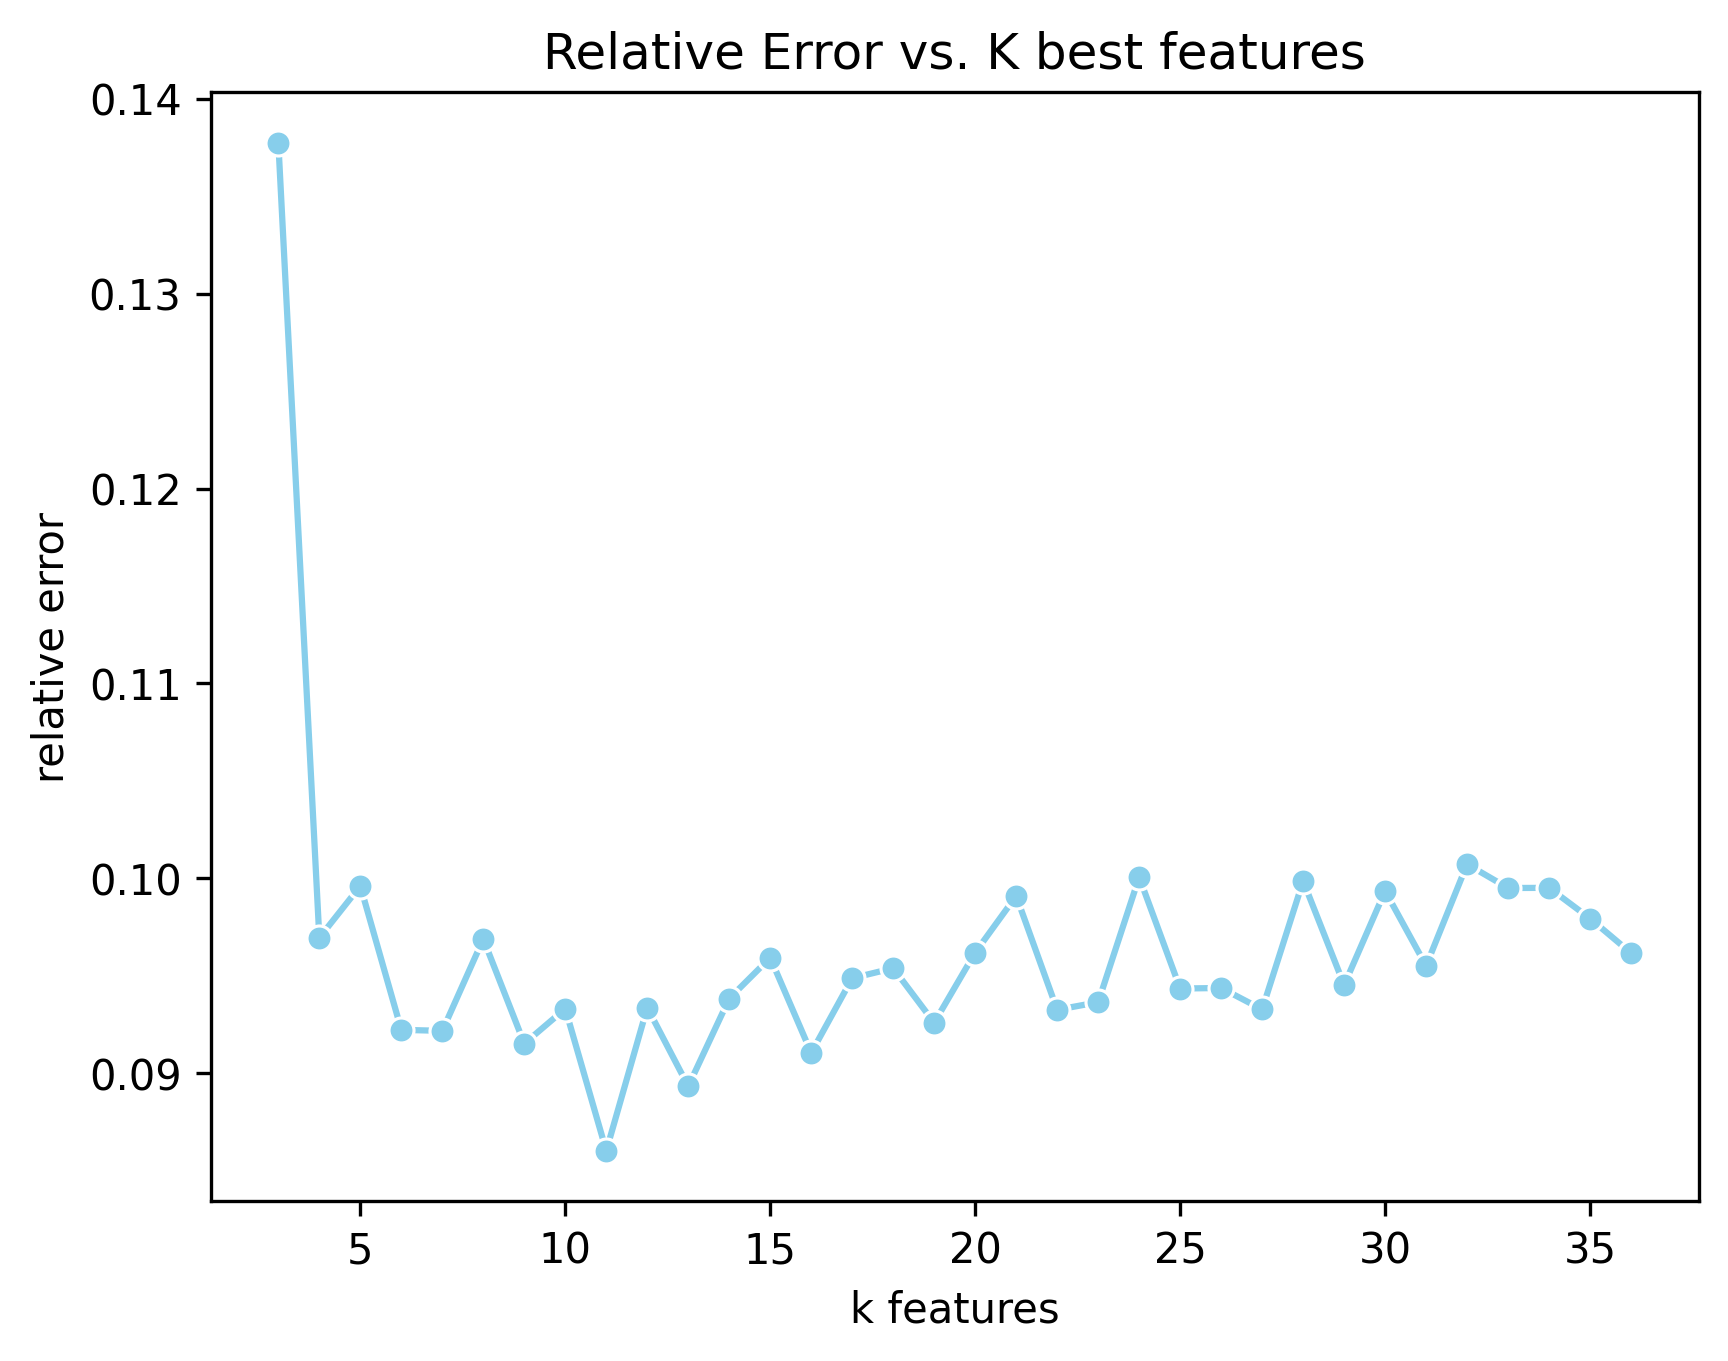 Relative Error vs. K best features
0.14
0.13
0.12
0.11
0.10
0.09
relative error
5 10 15 20 25 30 35
k features